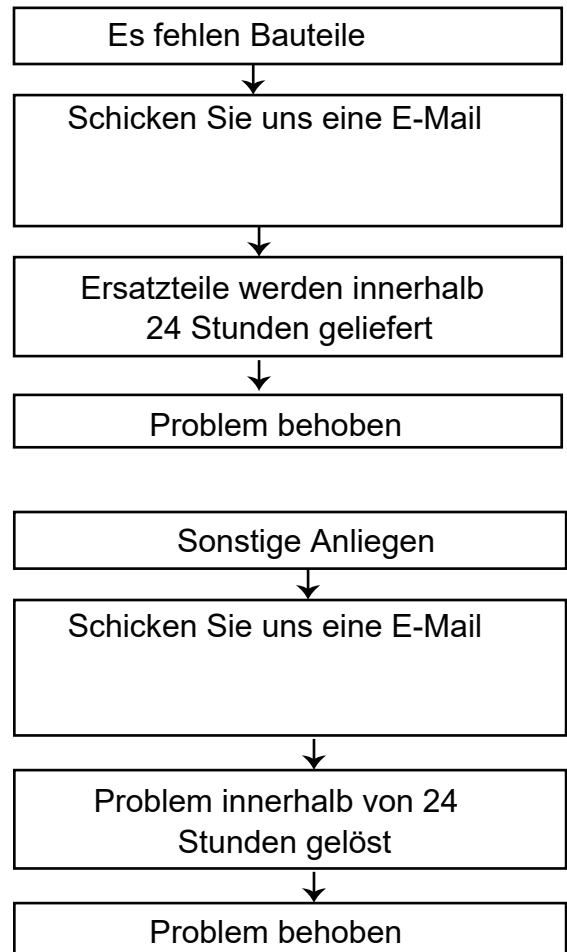 Es fehlen Bauteile
Schicken Sie uns eine E-Mail
Ersatzteile werden innerhalb
24 Stunden geliefert
Problem behoben
Sonstige Anliegen
Schicken Sie uns eine E-Mail
Problem innerhalb von 24
Stunden gelöst
Problem behoben